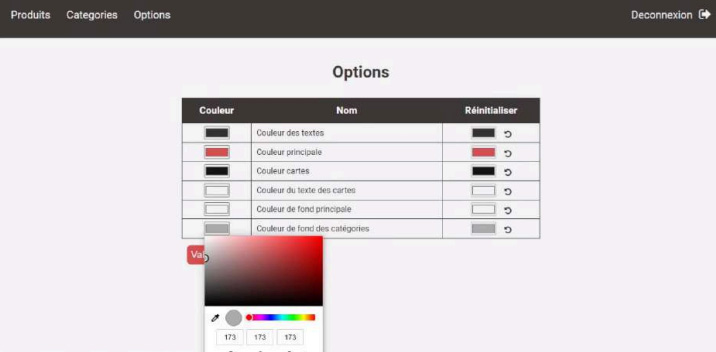 Produits Categories Options Deconnexion
Options
Couleur Nom Réinitialiser
Couleur des textes
Couleur principale
Couleur cartes
Couleur du texte des cartes
Couleur de fond principale
Couleur de fond des catégories
Va
173 173 173